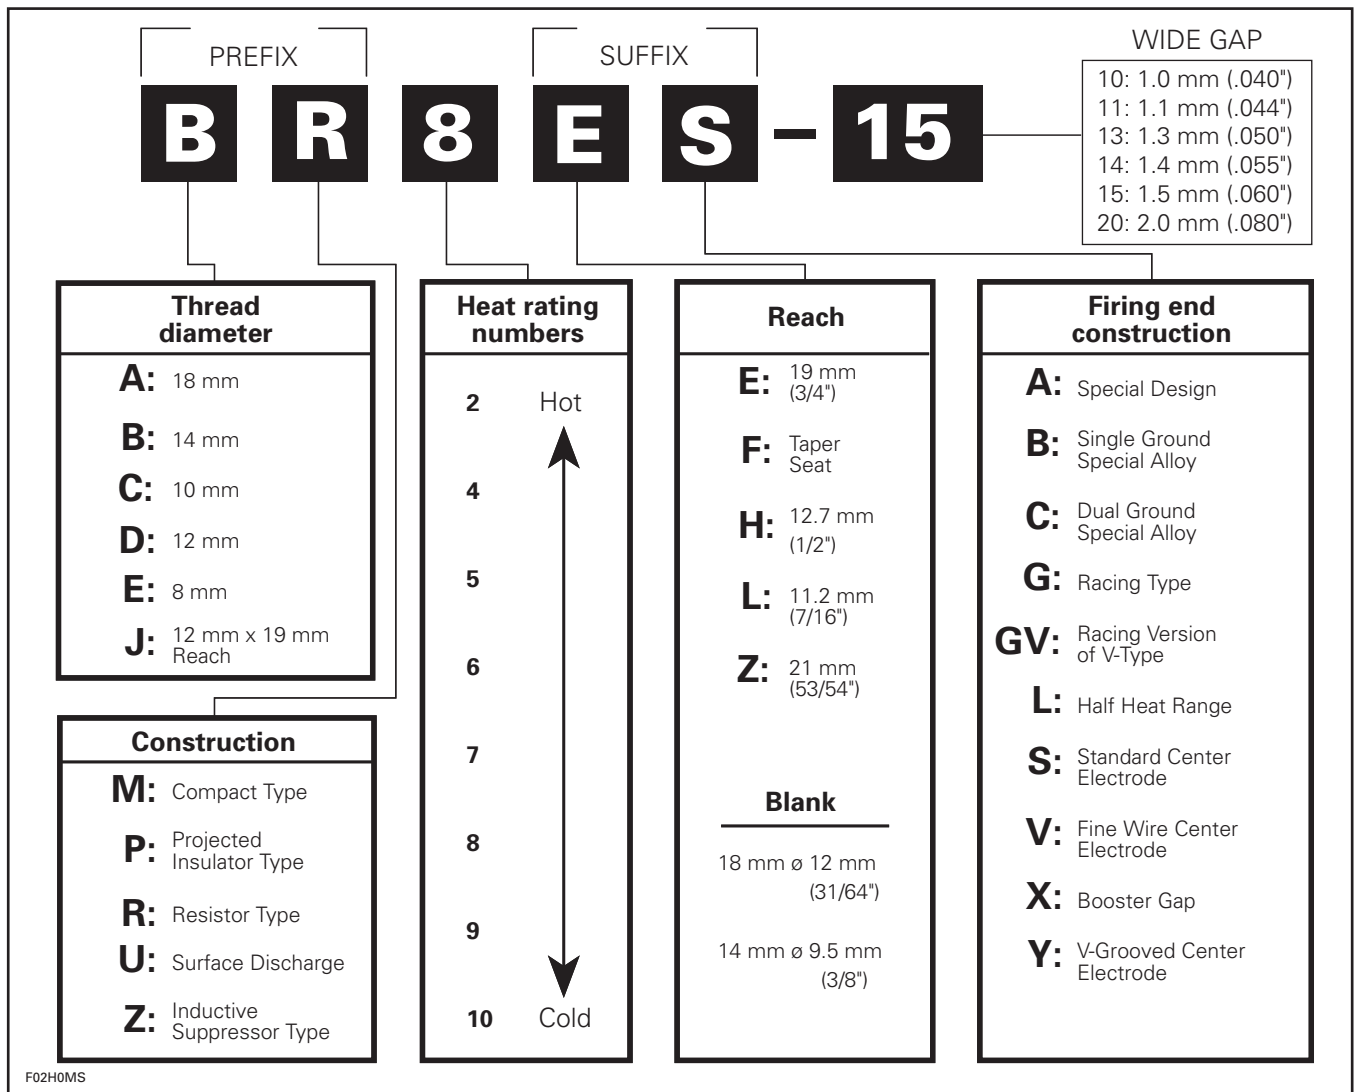 PREFIX
SUFFIX
WIDE GAP
B R 8 E S – 15
10: 1.0 mm (.040")
11: 1.1 mm (.044")
13: 1.3 mm (.050")
14: 1.4 mm (.055")
15: 1.5 mm (.060")
20: 2.0 mm (.080")
Thread
diameter
A: 18 mm
B: 14 mm
C: 10 mm
D: 12 mm
E: 8 mm
J: 12 mm x 19 mm
Reach
Construction
M: Compact Type
P: Projected
Insulator Type
R: Resistor Type
U: Surface Discharge
Z: Inductive
Suppressor Type
Heat rating
numbers
2 Hot
4
5
6
7
8
9
10 Cold
Reach
E: 19 mm
(3/4")
F: Taper
Seat
H: 12.7 mm
(1/2")
L: 11.2 mm
(7/16")
Z: 21 mm
(53/54")
Blank
18 mm ø 12 mm
(31/64")
14 mm ø 9.5 mm
(3/8")
Firing end
construction
A: Special Design
B: Single Ground
Special Alloy
C: Dual Ground
Special Alloy
G: Racing Type
GV: Racing Version
of V-Type
L: Half Heat Range
S: Standard Center
Electrode
V: Fine Wire Center
Electrode
X: Booster Gap
Y: V-Grooved Center
Electrode
F02H0MS